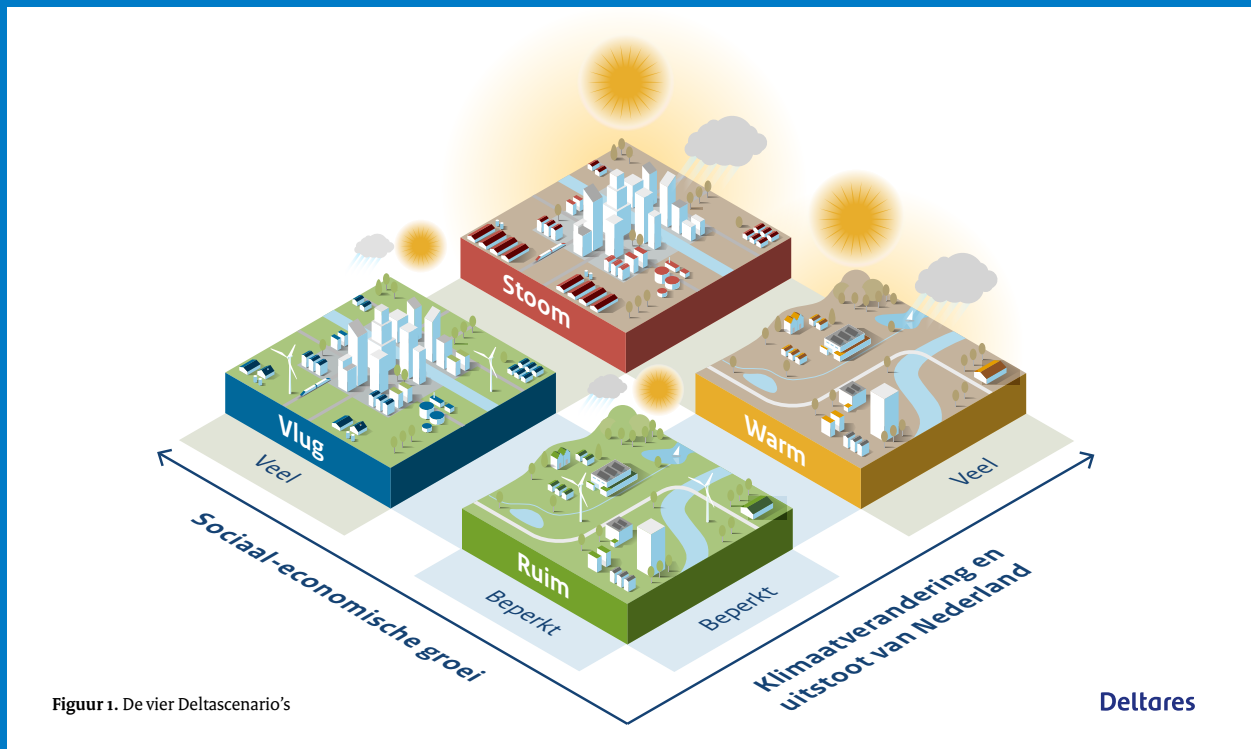 Stoom
Vlug
Warm
Ruim
Veel
Veel
Beperkt
Beperkt
Sociaal-economische groei
Klimaatverandering en
uitstoot van Nederland
Figuur 1. De vier Deltascenario's
Deltares